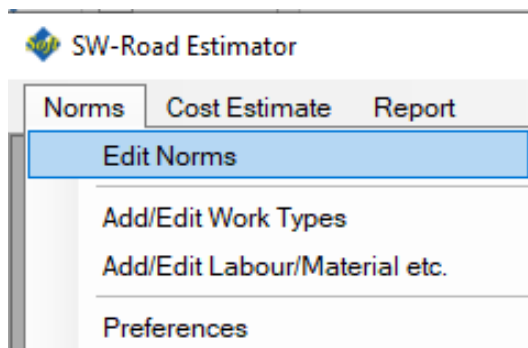 Soft SW-Road Estimator
Norms Cost Estimate Report
Edit Norms
Add/Edit Work Types
Add/Edit Labour/Material etc.
Preferences